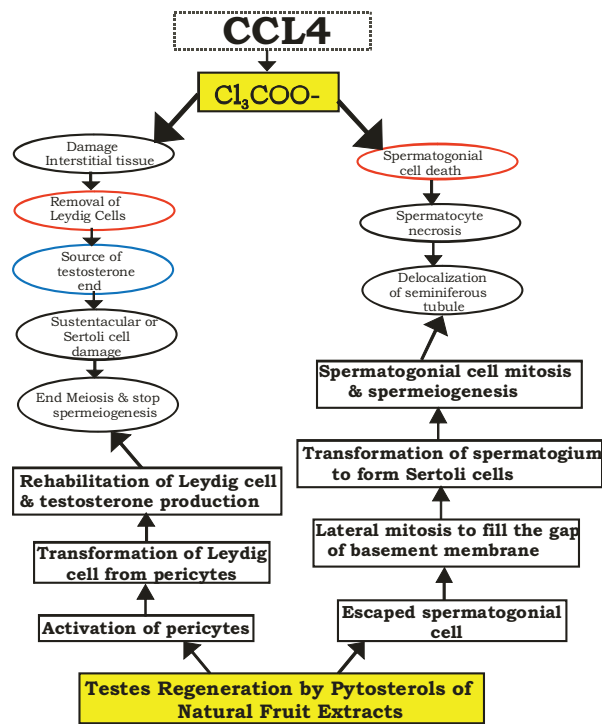 CCL4
Cl₃COO-
Damage
Interstitial tissue
Removal of
Leydig Cells
Source of
testosterone
end
Sustentacular or
Sertoli cell
damage
End Meiosis & stop
spermeiogenesis
Rehabilitation of Leydig cell
& testosterone production
Transformation of Leydig
cell from pericytes
Activation of pericytes
Spermatogonial
cell death
Spermatocyte
necrosis
Delocalization
of seminiferous
tubule
Spermatogonial cell mitosis
& spermeiogenesis
Transformation of spermatogium
to form Sertoli cells
Lateral mitosis to fill the gap
of basement membrane
Escaped spermatogonial
cell
Testes Regeneration by Pytosterols of
Natural Fruit Extracts